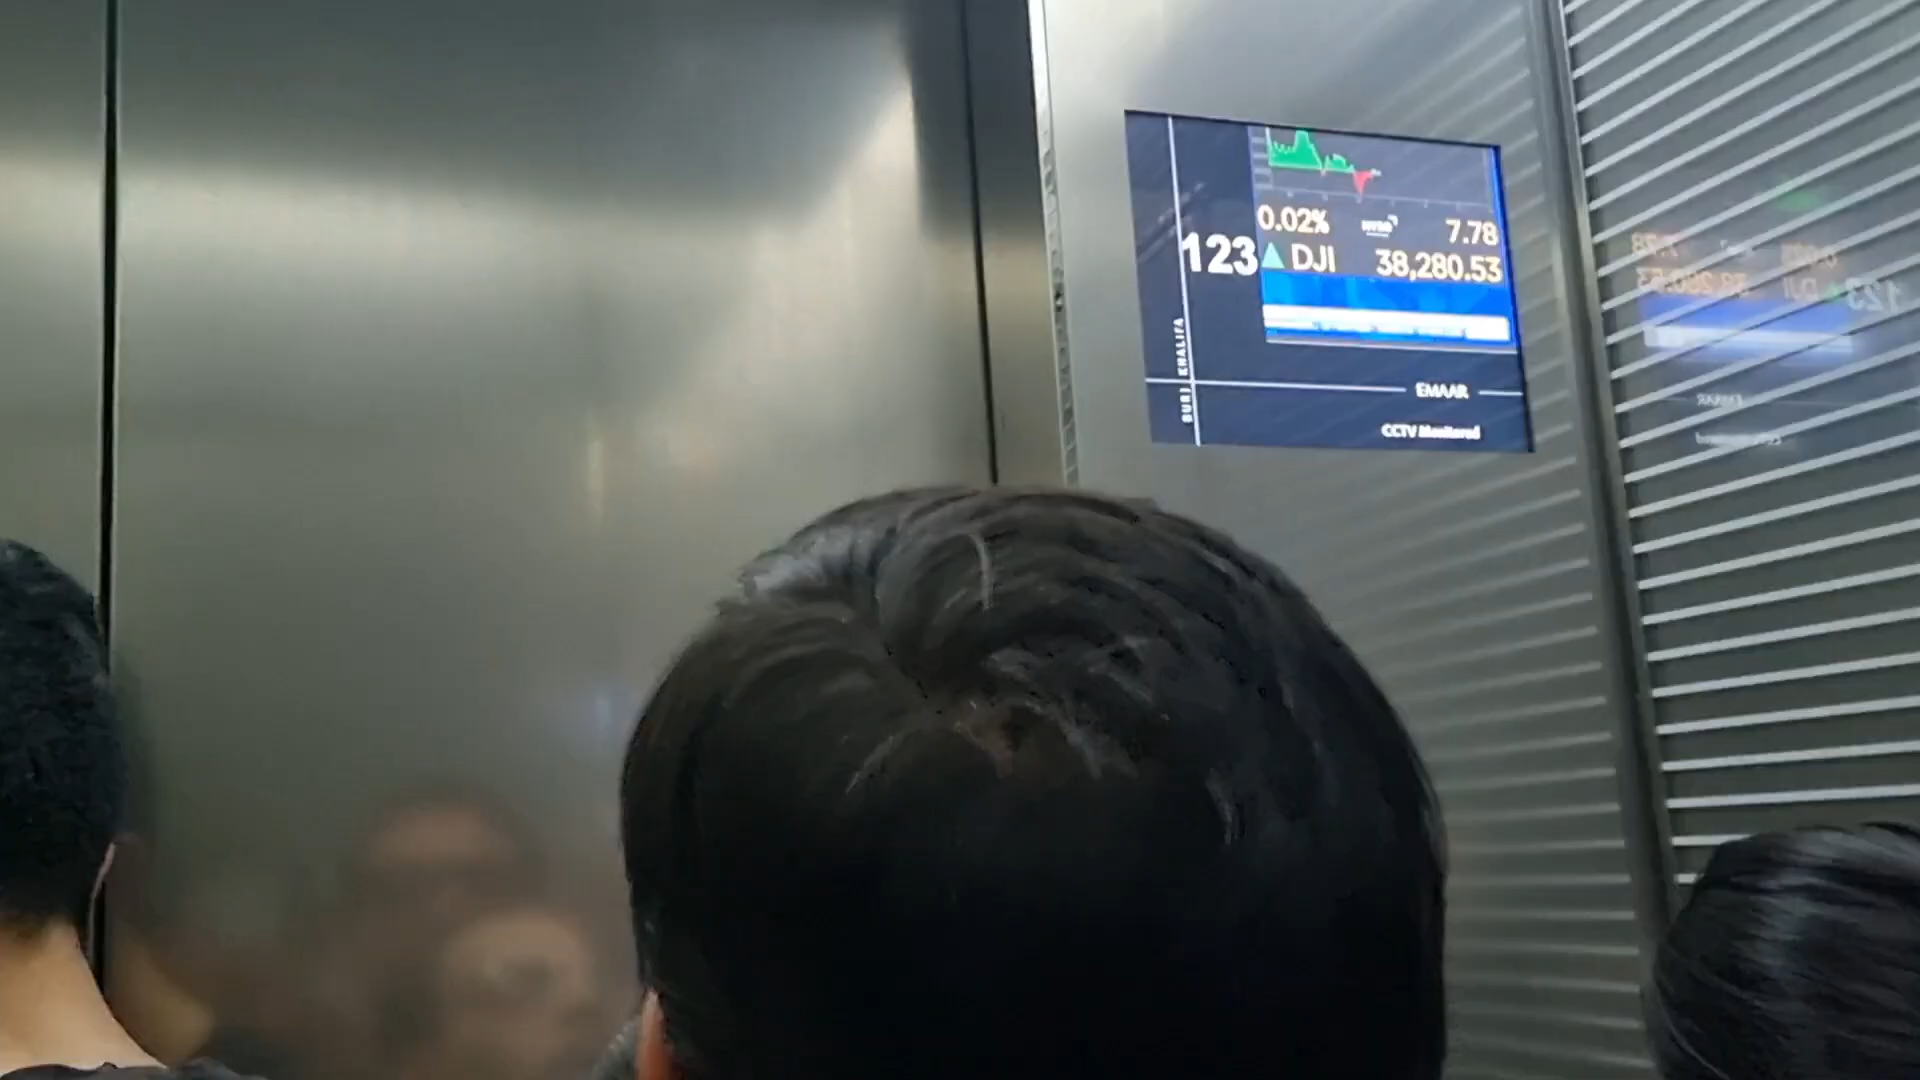 0.02% 7.78
123
▲ DJI 38,280.53
BURJ KHALIFA
EMAAR
CCTV Monitored